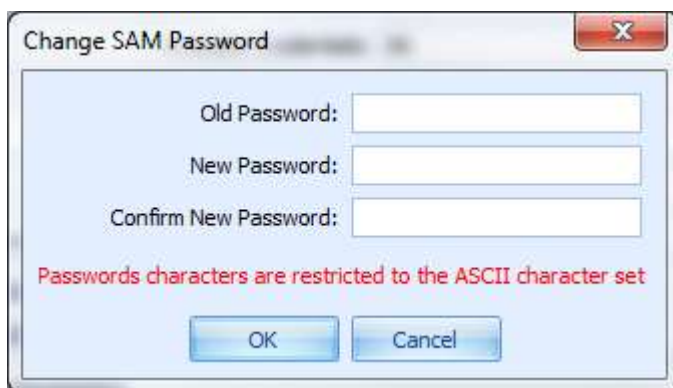 Change SAM Password
Old Password:
New Password:
Confirm New Password:
Passwords characters are restricted to the ASCII character set
OK Cancel